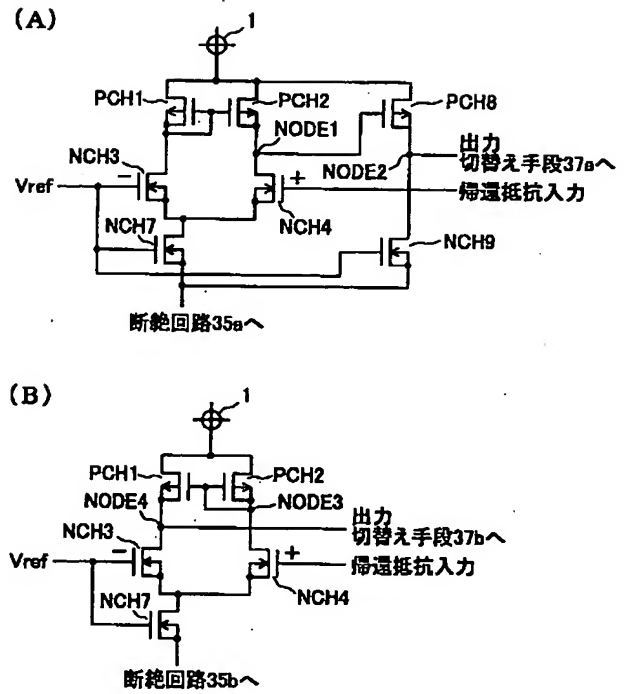 (A)
1
PCH1
PCH2
PCH8
NODE1
NCH3
出力
NODE2
切替え手段37aへ
Vref
-
+
帰還抵抗入力
NCH7
NCH4
NCH9
断絶回路35aへ
(B)
1
PCH1
PCH2
NODE4
NODE3
出力
NCH3
切替え手段37bへ
Vref
-
+
帰還抵抗入力
NCH7
NCH4
断絶回路35bへ